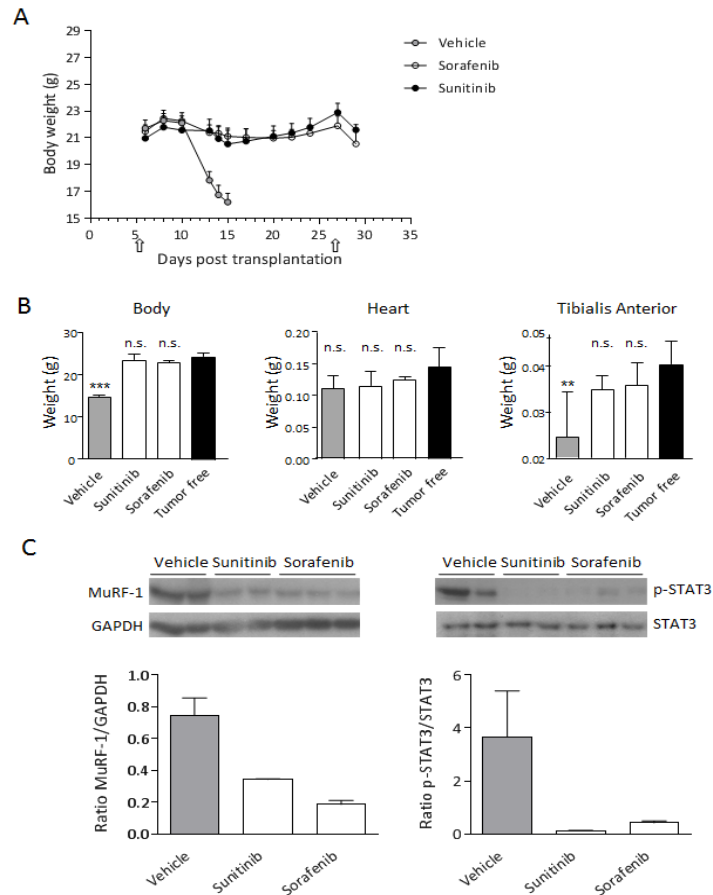 A
Body weight (g)
29
27
25
23
21
19
17
15
0 5 10 15 20 25 30 35
Days post transplantation
Vehicle
Sorafenib
Sunitinib
B
Body
Weight (g)
30
20
10
0
***
n.s.
n.s.
Vehicle
Sunitinib
Sorafenib
Tumor free
Heart
Weight (g)
0.20
0.15
0.10
0.05
0.00
n.s.
n.s.
n.s.
Vehicle
Sunitinib
Sorafenib
Tumor free
Tibialis Anterior
Weight (g)
0.05
0.04
0.03
0.02
**
n.s.
n.s.
Vehicle
Sunitinib
Sorafenib
Tumor free
C
Vehicle Sunitinib Sorafenib
MuRF-1
GAPDH
Vehicle Sunitinib Sorafenib
p-STAT3
STAT3
Ratio MuRF-1/GAPDH
1.0
0.8
0.6
0.4
0.2
0.0
Vehicle
Sunitinib
Sorafenib
Ratio p-STAT3/STAT3
6
4
2
0
Vehicle
Sunitinib
Sorafenib